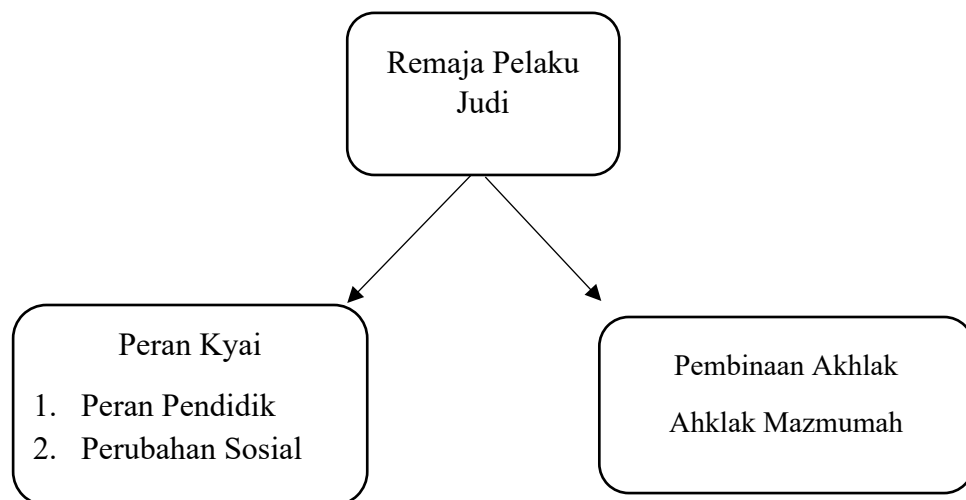 Remaja Pelaku
Judi
Peran Kyai
1. Peran Pendidik
2. Perubahan Sosial
Pembinaan Akhlak
Ahklak Mazmumah